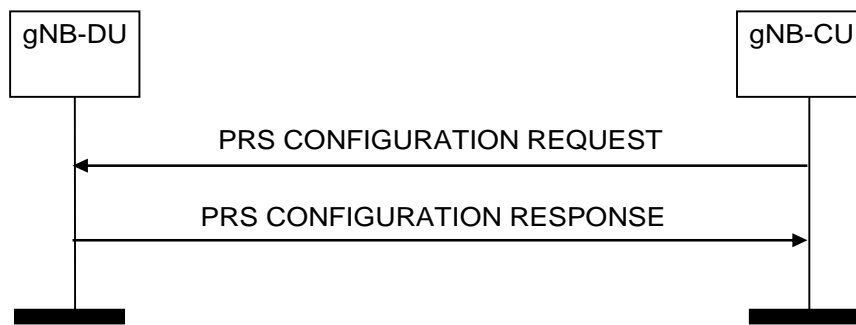 gNB-DU
gNB-CU
PRS CONFIGURATION REQUEST
PRS CONFIGURATION RESPONSE